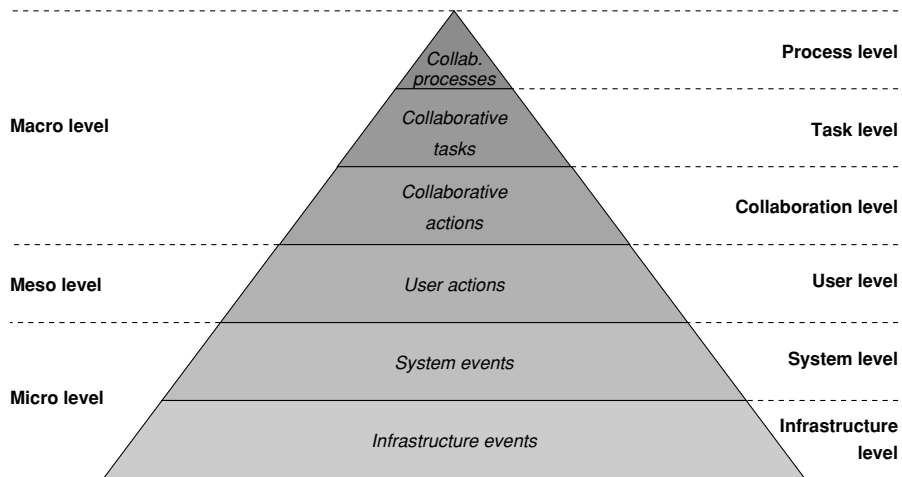 Collab.
processes
Process level
Macro level
Collaborative
tasks
Task level
Collaborative
actions
Collaboration level
Meso level
User actions
User level
System events
System level
Micro level
Infrastructure events
Infrastructure
level